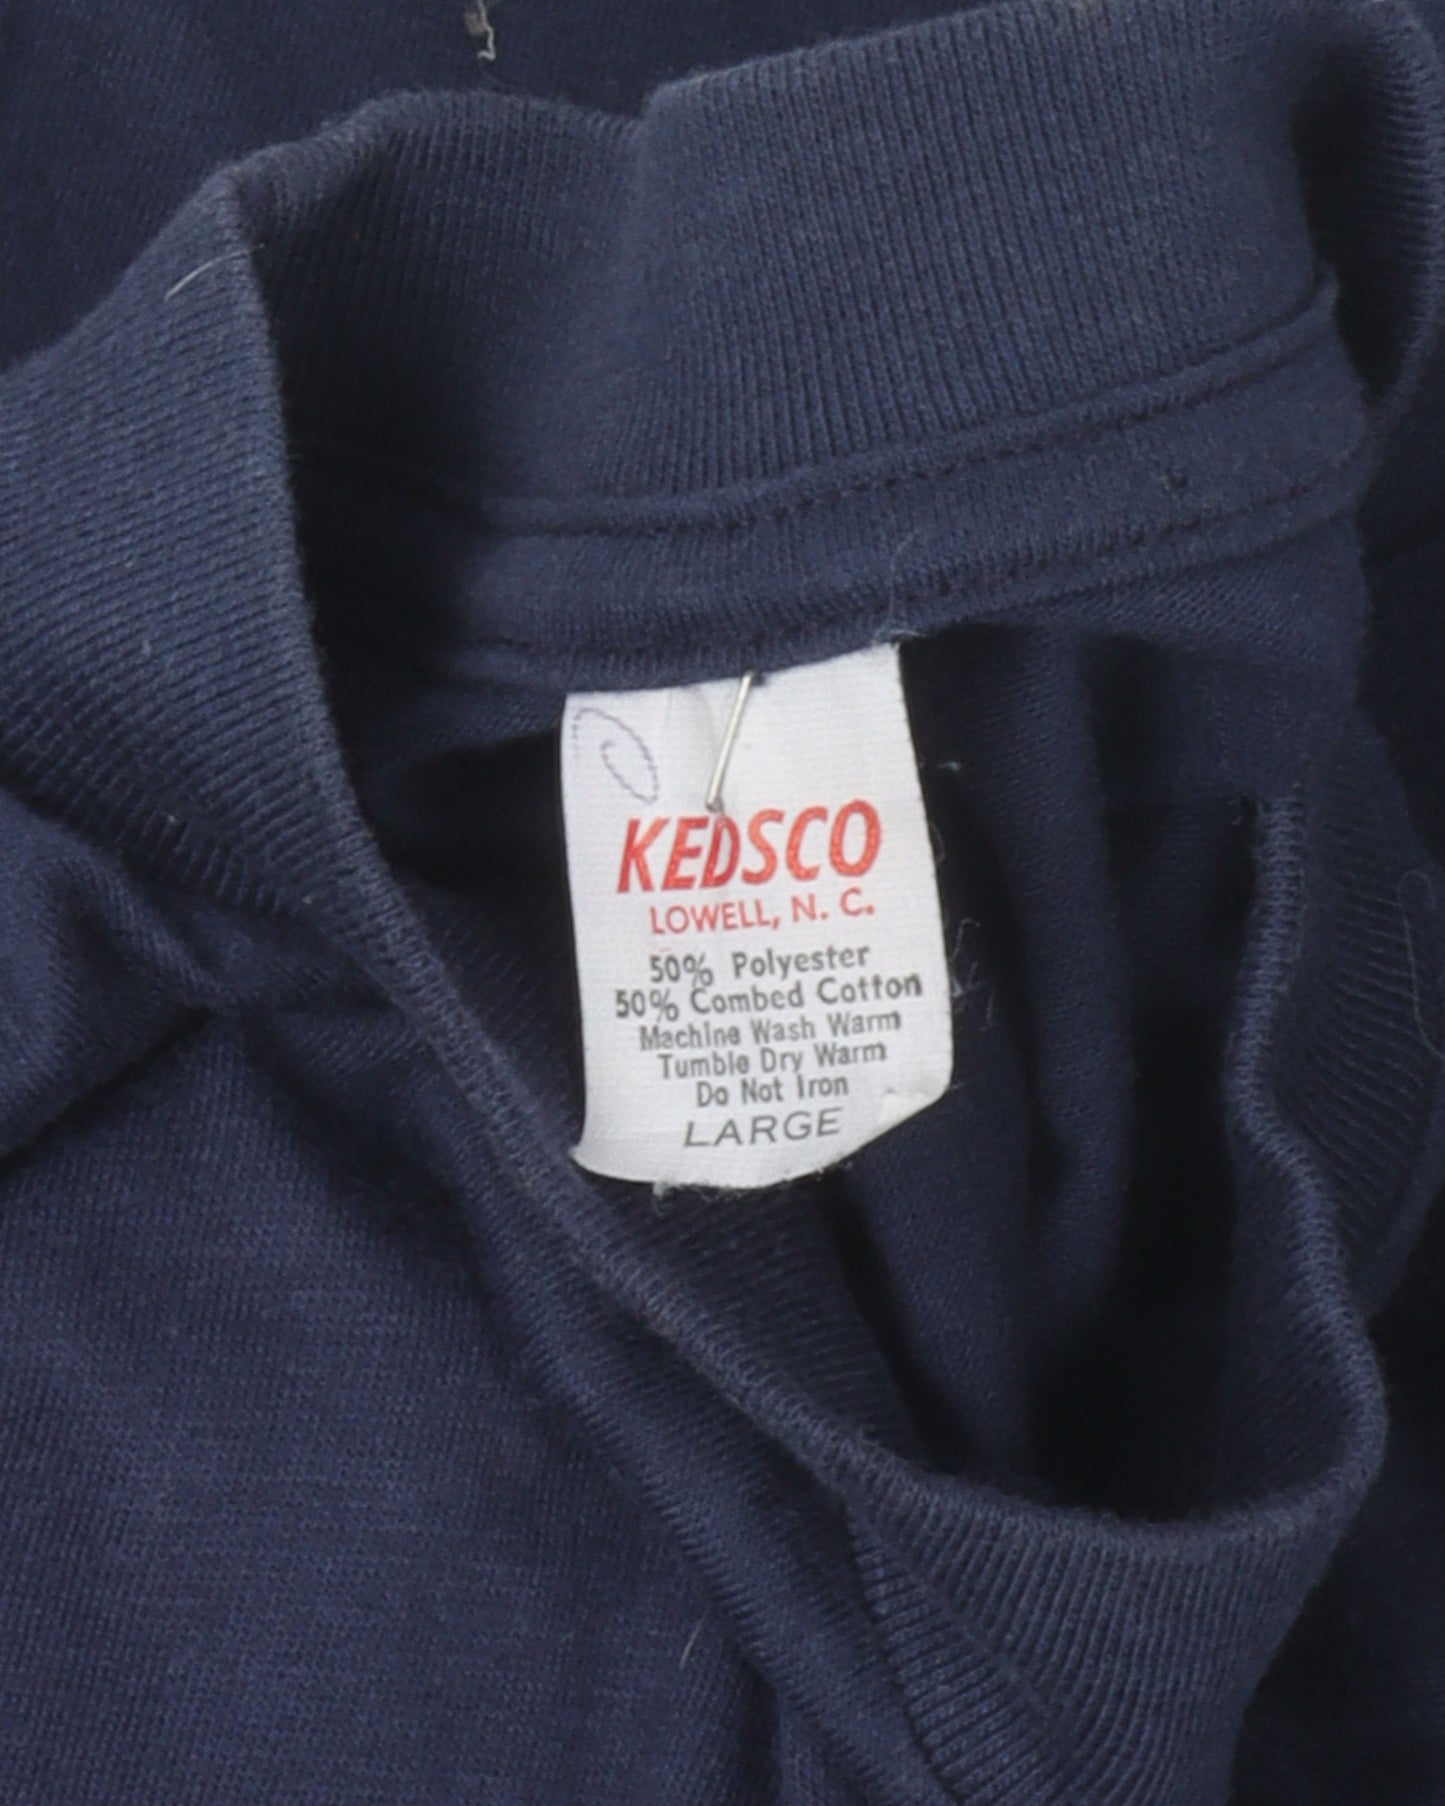 KEDSCO
LOWELL, N. C.
50% Polyester
50% Combed Cotton
Machine Wash Warm
Tumble Dry Warm
Do Not Iron
LARGE